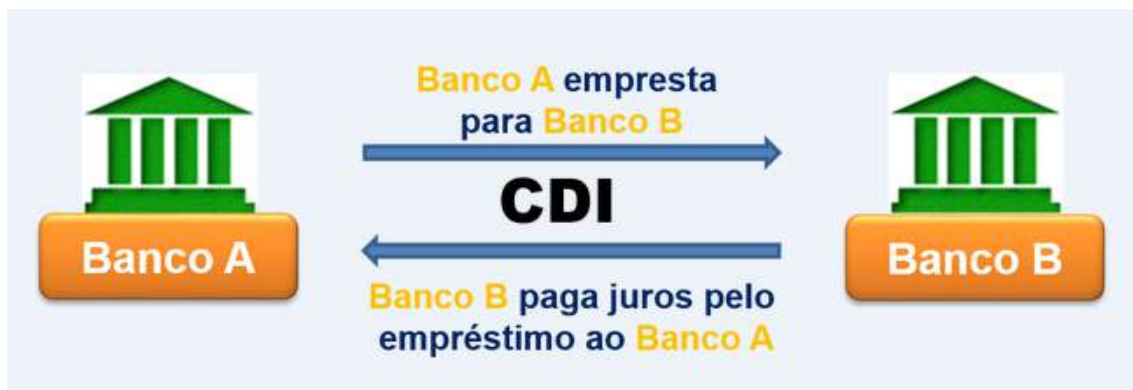 Banco A empresta
para Banco B
CDI
Banco A
Banco B
Banco B paga juros pelo
empréstimo ao Banco A